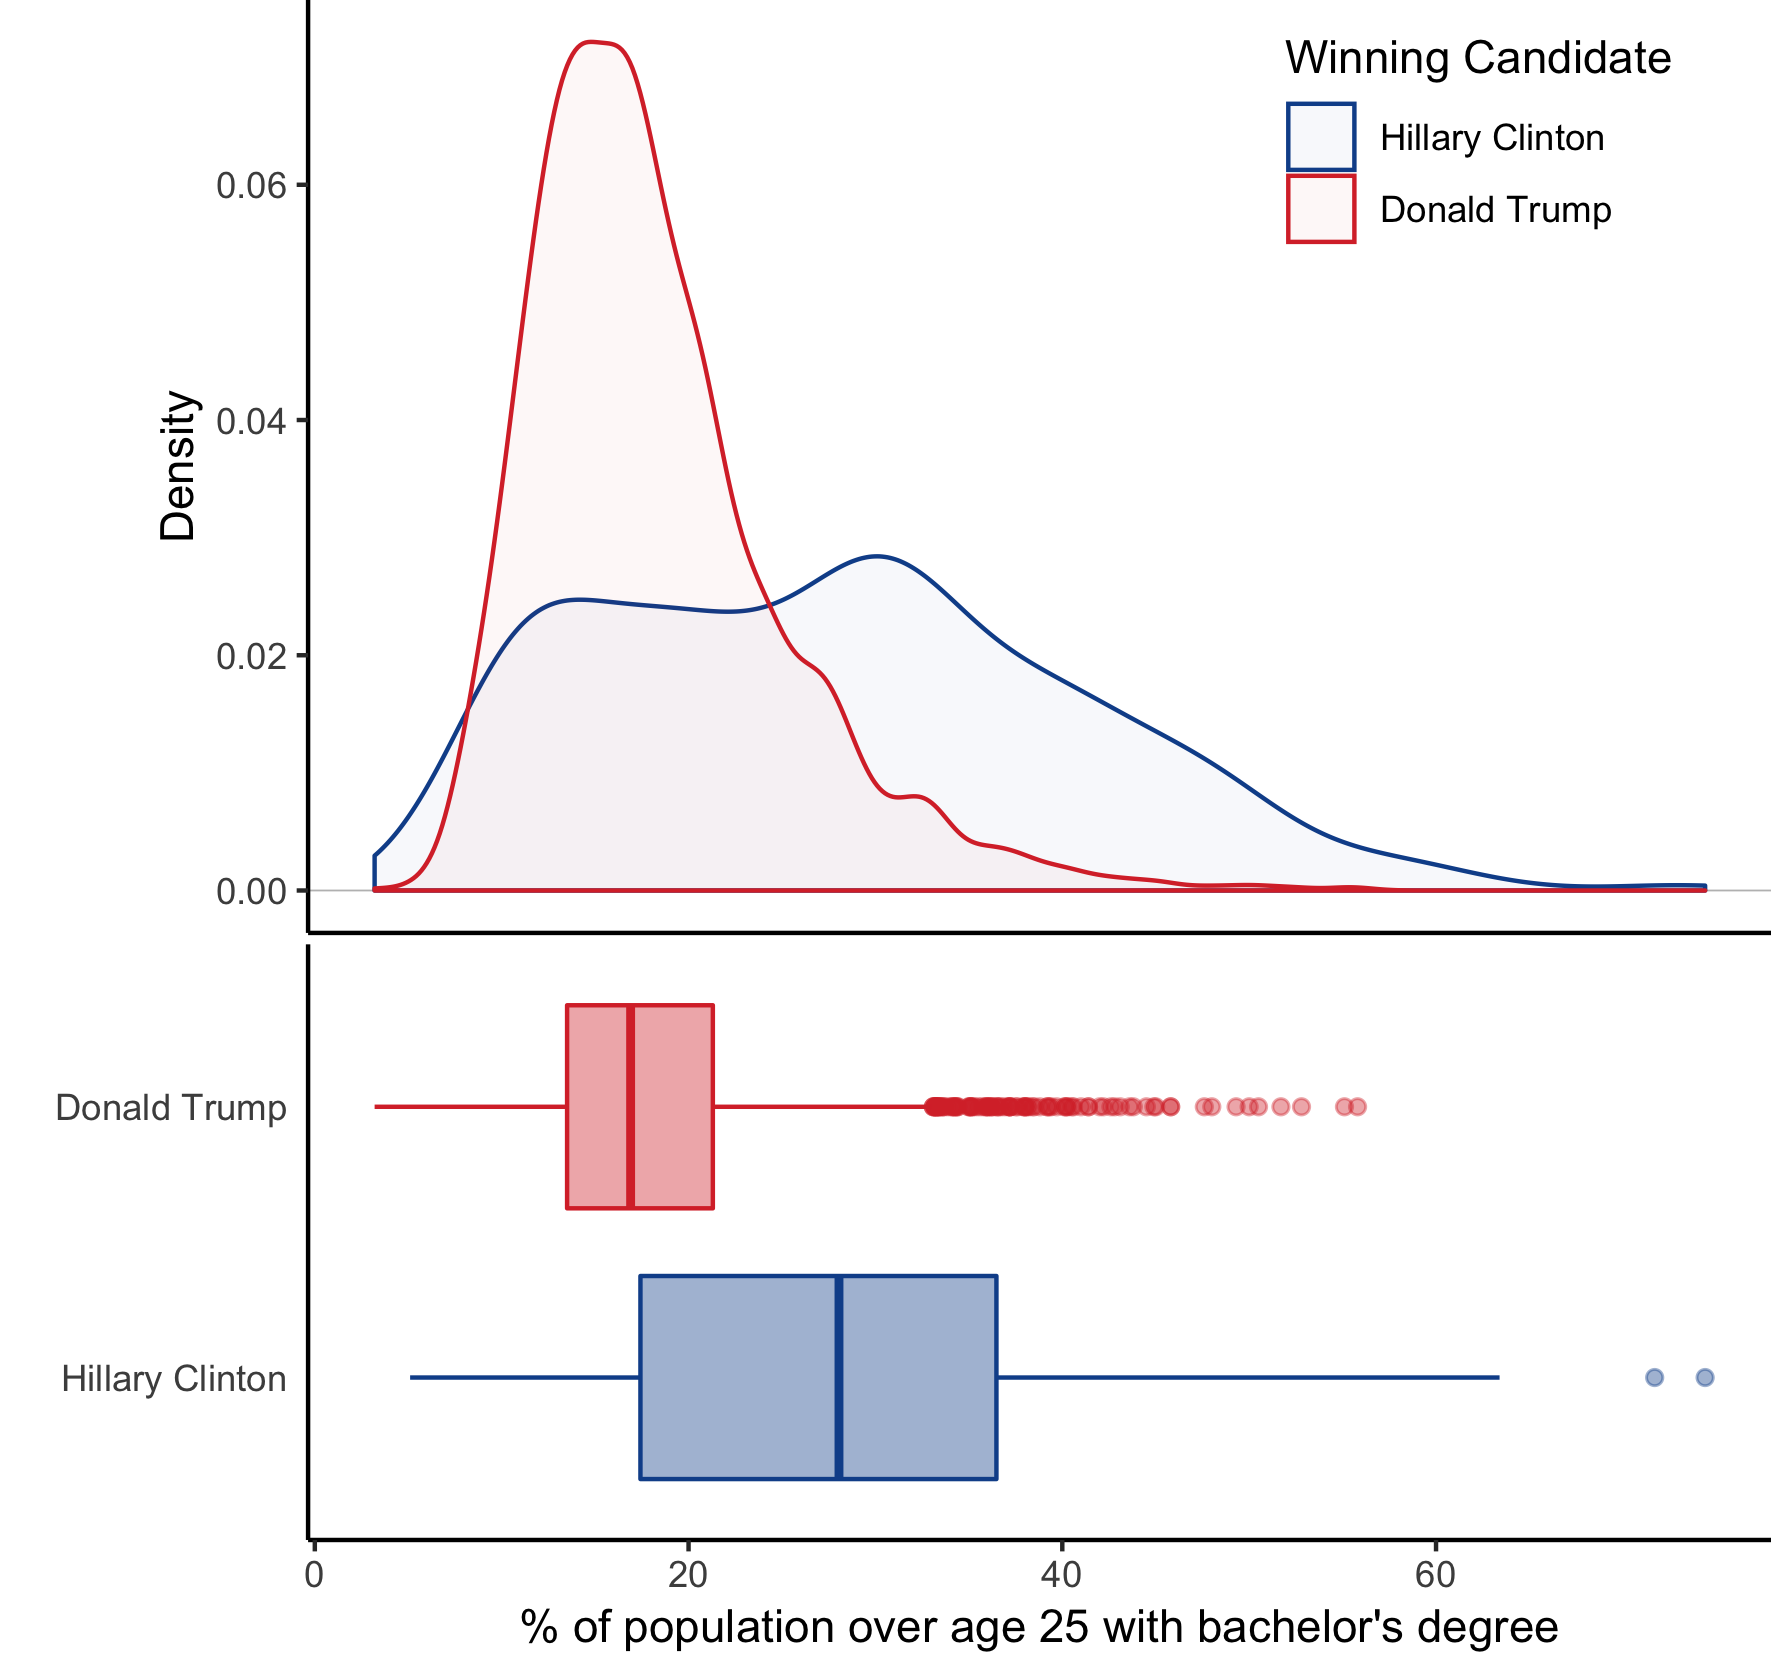 Winning Candidate
Hillary Clinton
Donald Trump
Density
0.06
0.04
0.02
0.00
Donald Trump
Hillary Clinton
0 20 40 60
% of population over age 25 with bachelor's degree